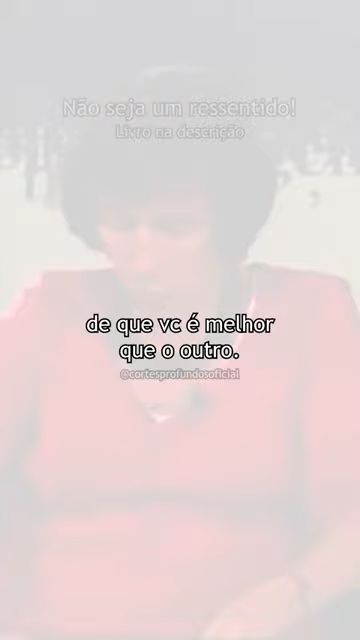 Não seja um ressentido!
Livro na descrição
de que vc é melhor
que o outro.
@cortesprofundosoficial